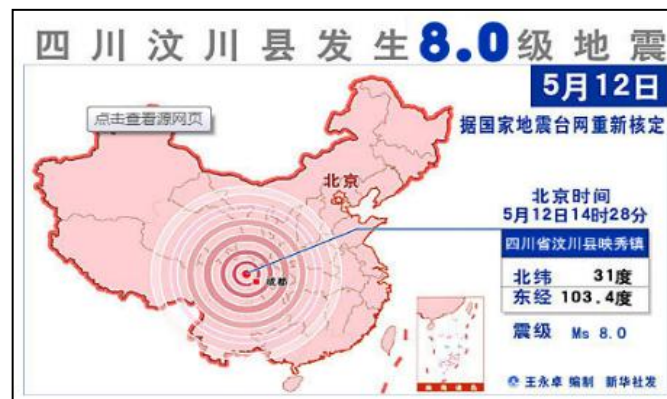 四川汶川县发生8.0级地震
5月12日
据国家地震台网重新核定
点击查看源网页
北京
北京时间
5月12日14时28分
四川省汶川县映秀镇
北纬 31度
东经 103.4度
成都
震级 Ms 8.0
南海诸岛
王永卓 编制 新华社发